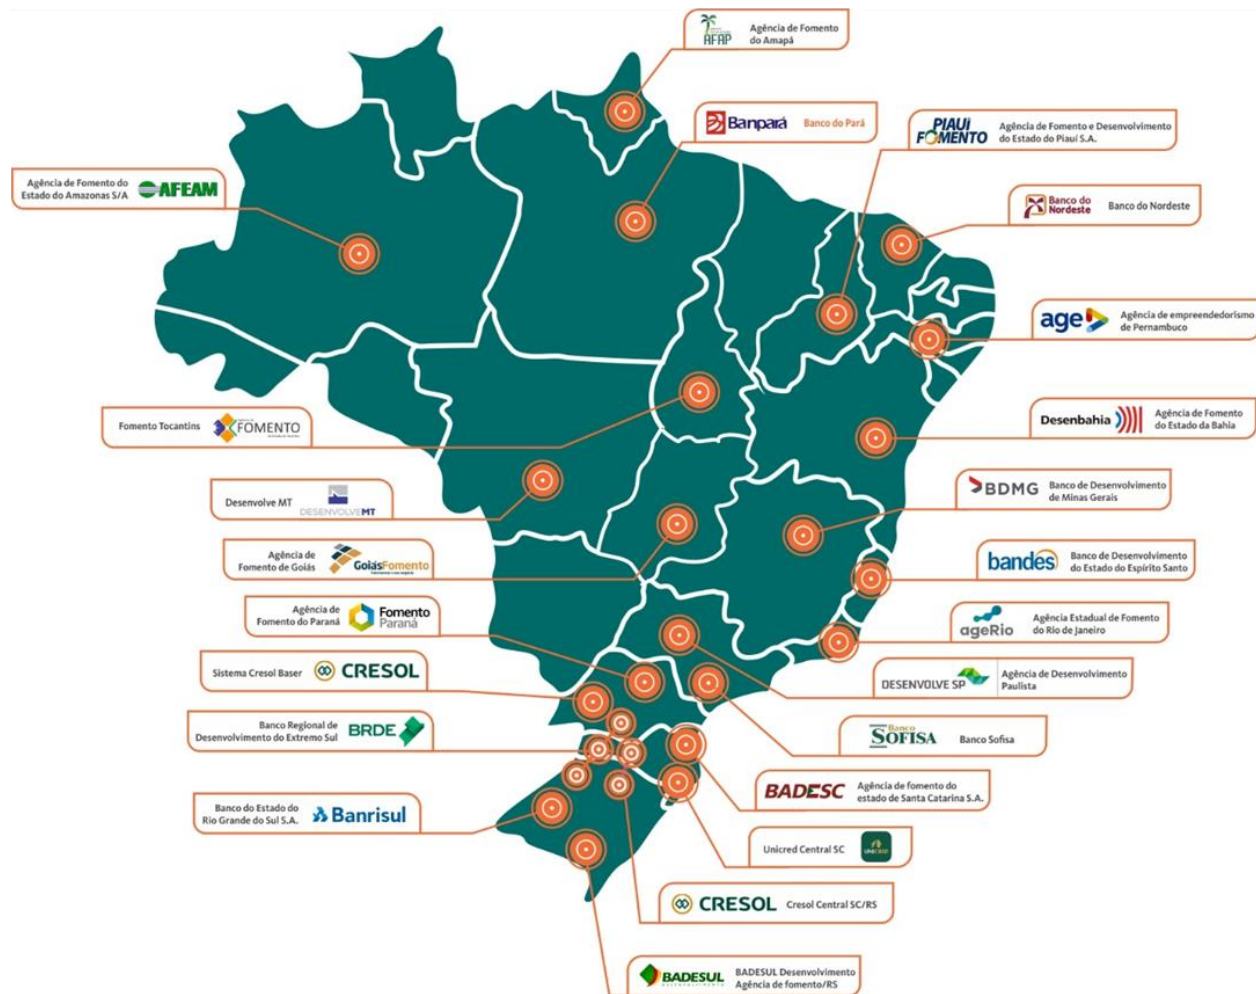 AFAP
Agência de Fomento
do Amapá
Banpará
Banco do Pará
PIAUÍ
FOMENTO
Agência de Fomento e Desenvolvimento
do Estado do Piauí S.A.
Agência de Fomento do
Estado do Amazonas S/A
AFEAM
Banco do
Nordeste
Banco do Nordeste
age
Agência de empreendedorismo
de Pernambuco
Fomento Tocantins
FOMENTO
Desenbahia
Agência de Fomento
do Estado da Bahia
Desenvolve MT
DESENVOLVEMT
BDMG
Banco de Desenvolvimento
de Minas Gerais
Agência de
Fomento de Goiás
GoiásFomento
bandes
Banco de Desenvolvimento
do Estado do Espírito Santo
Agência de
Fomento do Paraná
Fomento
Paraná
ageRio
Agência Estadual de Fomento
do Rio de Janeiro
Sistema Cresol Baser
CRESOL
DESENVOLVE SP
Agência de Desenvolvimento
Paulista
Banco Regional de
Desenvolvimento do Extremo Sul
BRDE
Banco
SOFISA
Banco Sofisa
BADESC
Agência de fomento do
estado de Santa Catarina S.A.
Banco do Estado do
Rio Grande do Sul S.A.
Banrisul
Unicred Central SC
CRESOL
Cresol Central SC/RS
BADESUL
DESENVOLVIMENTO
BADESUL Desenvolvimento
Agência de fomento/RS